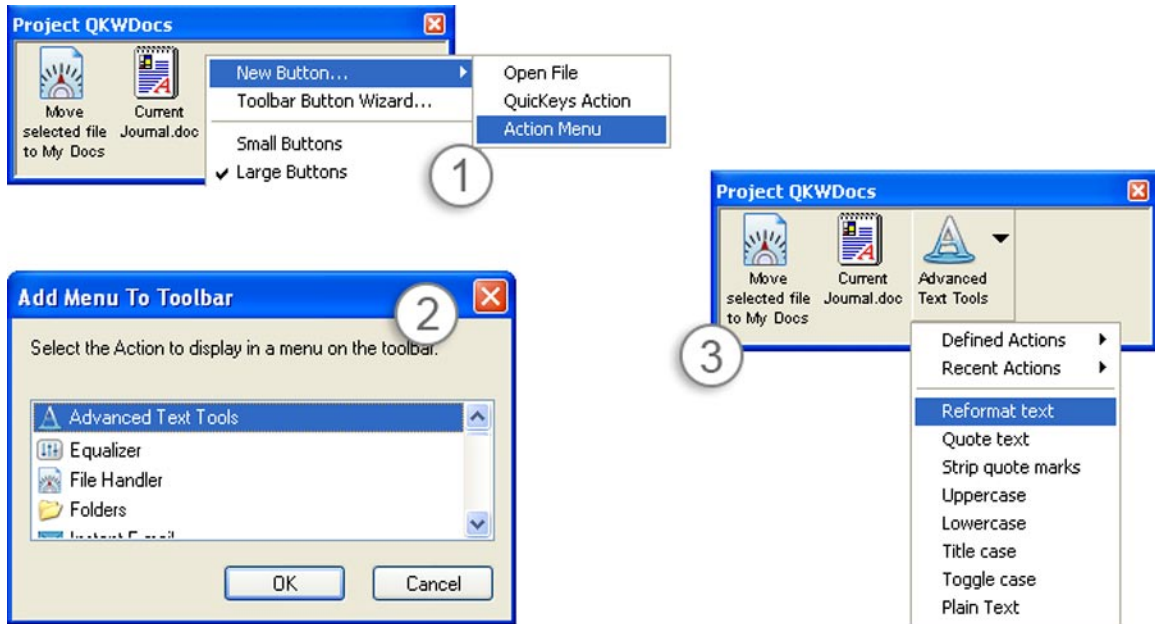 Project QKWDocs
Move
selected file
to My Docs
Current
Journal.doc
New Button...
Toolbar Button Wizard...
Small Buttons
Large Buttons
Open File
QuicKeys Action
Action Menu
1
Add Menu To Toolbar
2
Select the Action to display in a menu on the toolbar.
Advanced Text Tools
Equalizer
File Handler
Folders
Instant E-mail
OK
Cancel
Project QKWDocs
Move
selected file
to My Docs
Current
Journal.doc
Advanced
Text Tools
3
Defined Actions
Recent Actions
Reformat text
Quote text
Strip quote marks
Uppercase
Lowercase
Title case
Toggle case
Plain Text